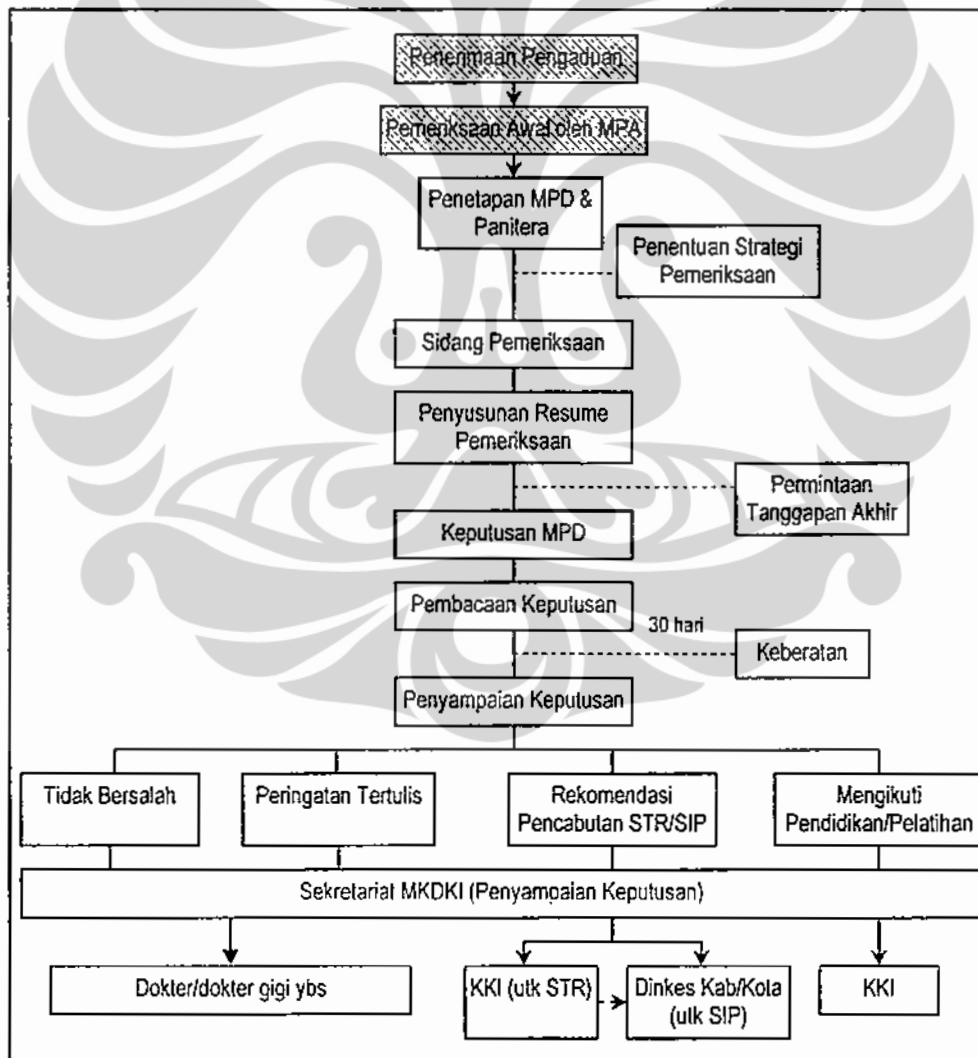 Penerimaan Pengaduan
Pemeriksaan Awal oleh MPA
Penetapan MPD &
Panitera
Penentuan Strategi
Pemeriksaan
Sidang Pemeriksaan
Penyusunan Resume
Pemeriksaan
Permintaan
Tanggapan Akhir
Keputusan MPD
Pembacaan Keputusan
30 hari
Keberatan
Penyampaian Keputusan
Tidak Bersalah
Peringatan Tertulis
Rekomendasi
Pencabutan STR/SIP
Mengikuti
Pendidikan/Pelatihan
Sekretariat MKDKI (Penyampaian Keputusan)
Dokter/dokter gigi ybs
KKI (utk STR)
Dinkes Kab/Kota
(utk SIP)
KKI